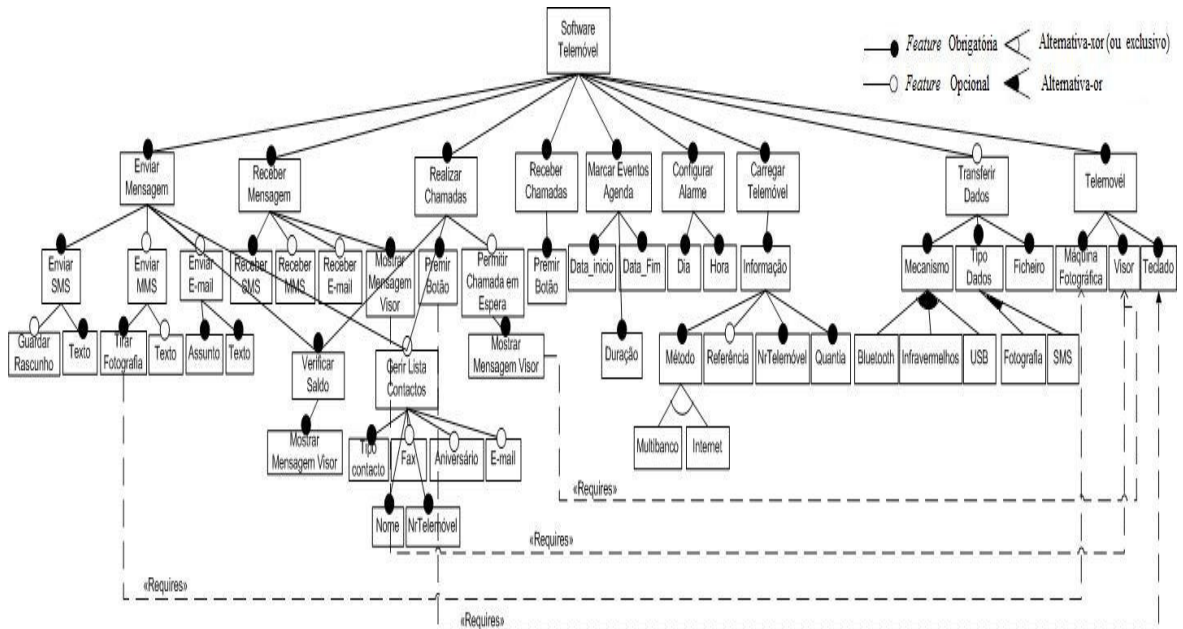 Software
Telemóvel
Feature Obrigatória
Alternativa-xor (ou exclusivo)
Feature Opcional
Alternativa-or
Enviar
Mensagem
Receber
Mensagem
Realizar
Chamadas
Receber
Chamadas
Marcar Eventos
Agenda
Configurar
Alarme
Carregar
Telemóvel
Transferir
Dados
Telemovél
Enviar
SMS
Enviar
MMS
Enviar
E-mail
Receber
SMS
Receber
MMS
Receber
E-mail
Mostrar
Mensagem
Visor
Premir
Botão
Permitir
Chamada em
Espera
Premir
Botão
Data_inicio
Data_Fim
Dia
Hora
Informação
Mecanismo
Tipo
Dados
Ficheiro
Máquina
Fotográfica
Visor
Teclado
Guardar
Rascunho
Texto
Tirar
Fotografia
Texto
Assunto
Texto
Verificar
Saldo
Gerir Lista
Contactos
Mostrar
Mensagem Visor
Duração
Método
Referência
NrTelemóvel
Quantia
Bluetooth
Infravermelhos
USB
Fotografia
SMS
Mostrar
Mensagem Visor
Tipo
contacto
Fax
Aniversário
E-mail
Multibanco
Internet
Nome
NrTelemóvel
«Requires»
«Requires»
«Requires»
«Requires»